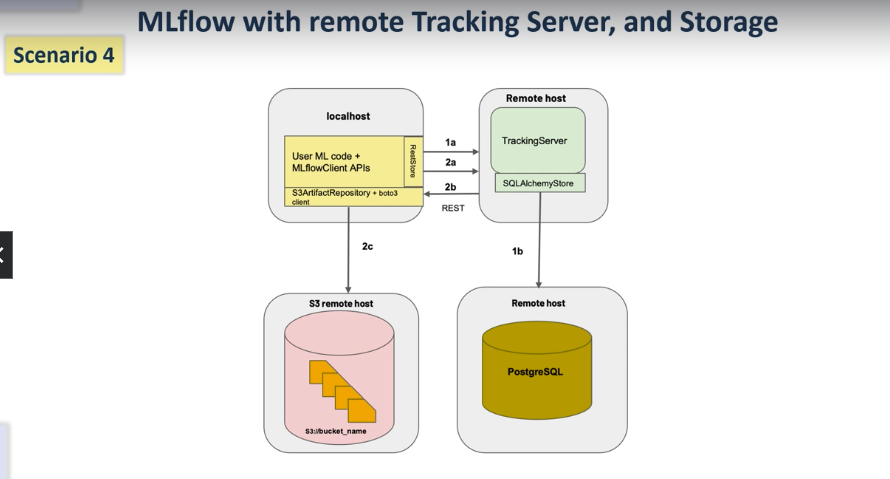 MLflow with remote Tracking Server, and Storage
Scenario 4
localhost
User ML code +
MLflowClient APIs
RestStore
S3ArtifactRepository + boto3
client
1a
2a
2b
REST
Remote host
TrackingServer
SQLAlchemyStore
2c
1b
S3 remote host
S3://bucket_name
Remote host
PostgreSQL